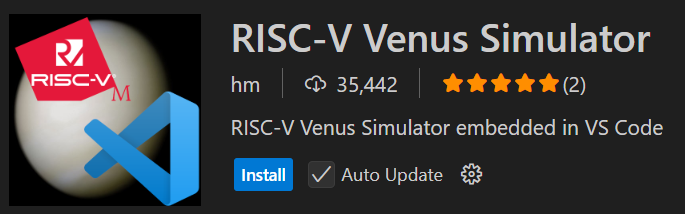 RISC-V Venus Simulator
RISC-V®
M
hm
35,442
(2)
RISC-V Venus Simulator embedded in VS Code
Install
Auto Update